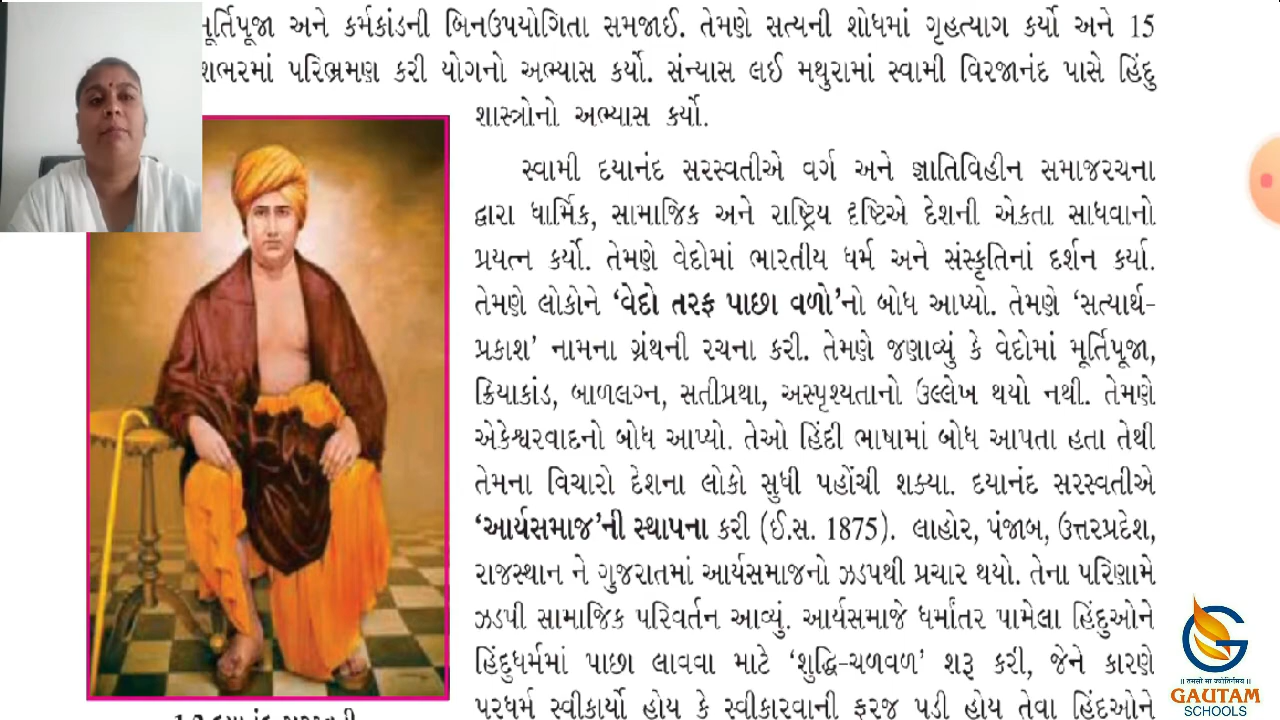 મૂર્તિપૂજા અને કર્મકાંડની બિનઉપયોગિતા સમજાઈ. તેમણે સત્યની શોધમાં ગૃહત્યાગ કર્યો અને 15
શભરમાં પરિભ્રમણ કરી યોગનો અભ્યાસ કર્યો. સંન્યાસ લઈ મથુરામાં સ્વામી વિરજાનંદ પાસે હિંદુ
શાસ્ત્રોનો અભ્યાસ કર્યો.
સ્વામી દયાનંદ સરસ્વતીએ વર્ગ અને જ્ઞાતિવિહીન સમાજરચના
દ્વારા ધાર્મિક, સામાજિક અને રાષ્ટ્રિય દૃષ્ટિએ દેશની એકતા સાધવાનો
પ્રયત્ન કર્યો. તેમણે વેદોમાં ભારતીય ધર્મ અને સંસ્કૃતિનાં દર્શન કર્યા.
તેમણે લોકોને ‘વેદો તરફ પાછા વળો’નો બોધ આપ્યો. તેમણે ‘સત્યાર્થ-
પ્રકાશ’ નામના ગ્રંથની રચના કરી. તેમણે જણાવ્યું કે વેદોમાં મૂર્તિપૂજા,
ક્રિયાકાંડ, બાળલગ્ન, સતીપ્રથા, અસ્પૃશ્યતાનો ઉલ્લેખ થયો નથી. તેમણે
એકેશ્વરવાદનો બોધ આપ્યો. તેઓ હિંદી ભાષામાં બોધ આપતા હતા તેથી
તેમના વિચારો દેશના લોકો સુધી પહોંચી શક્યા. દયાનંદ સરસ્વતીએ
‘આર્યસમાજ’ની સ્થાપના કરી (ઈ.સ. 1875). લાહોર, પંજાબ, ઉત્તરપ્રદેશ,
રાજસ્થાન ને ગુજરાતમાં આર્યસમાજનો ઝડપથી પ્રચાર થયો. તેના પરિણામે
ઝડપી સામાજિક પરિવર્તન આવ્યું. આર્યસમાજે ધર્માંતર પામેલા હિંદુઓને
હિંદુધર્મમાં પાછા લાવવા માટે ‘શુદ્ધિ-ચળવળ’ શરૂ કરી, જેને કારણે
પરધર્મ સ્વીકાર્યો હોય કે સ્વીકારવાની ફરજ પડી હોય તેવા હિંદુઓને
॥ तमसो मा ज्योतिर्गमय ॥
GAUTAM
SCHOOLS